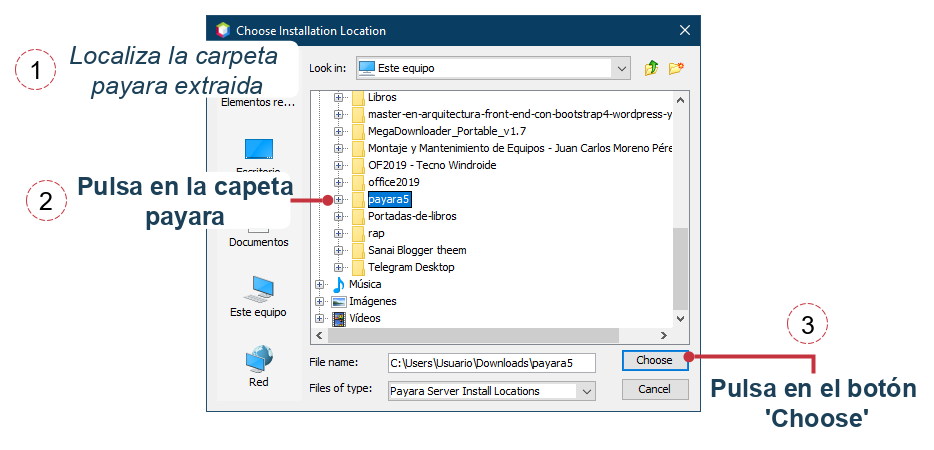 Choose Installation Location
1
Localiza la carpeta
payara extraida
Look in:
Este equipo
Elementos re...
Libros
master-en-arquitectura-front-end-con-bootstrap4-wordpress-y
MegaDownloader_Portable_v1.7
Montaje y Mantenimiento de Equipos - Juan Carlos Moreno Pére
OF2019 - Tecno Windroide
office2019
payara5
Portadas-de-libros
rap
Sanai Blogger theem
Telegram Desktop
Música
Imágenes
Vídeos
Escritorio
2
Pulsa en la capeta
payara
Documentos
Este equipo
Red
File name:
C:\Users\Usuario\Downloads\payara5
Choose
Files of type:
Payara Server Install Locations
Cancel
3
Pulsa en el botón
'Choose'